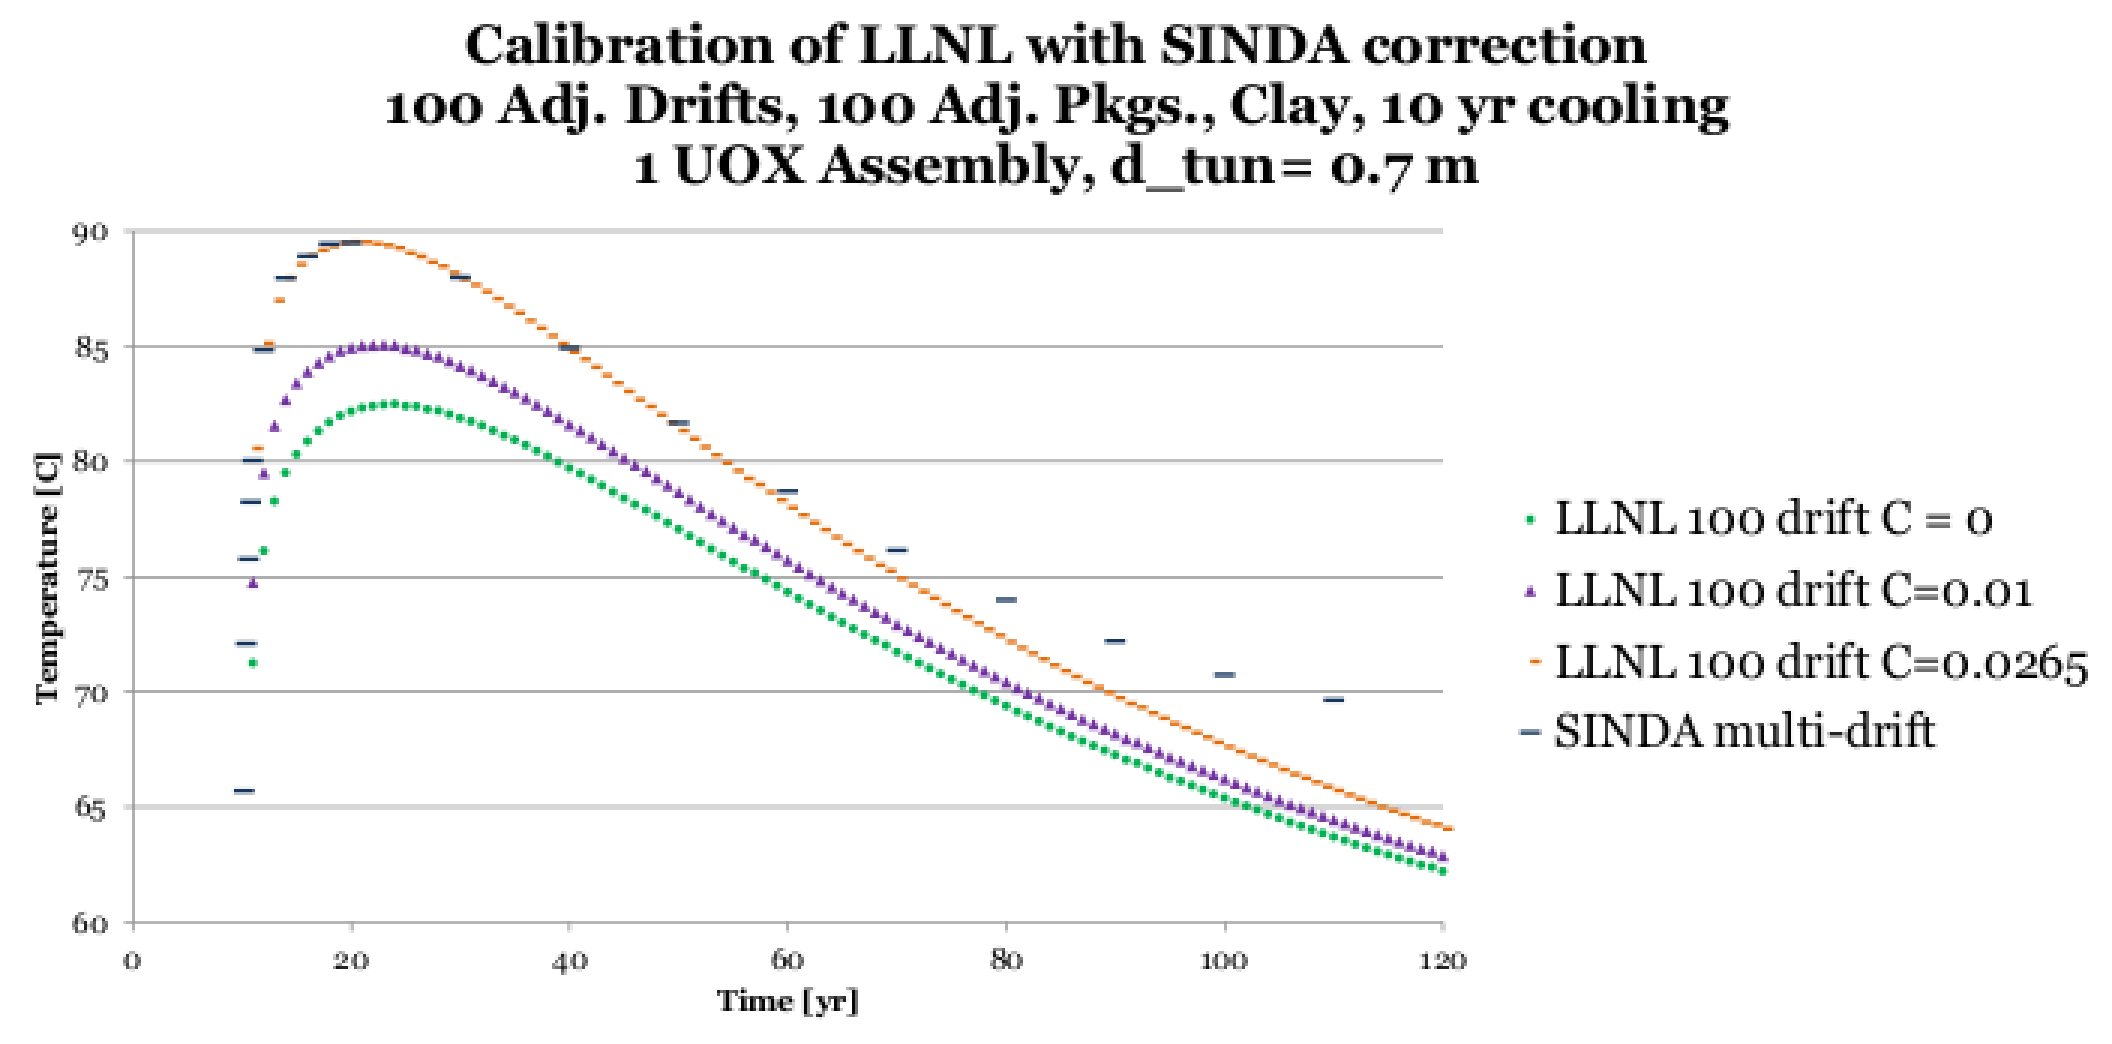 Calibration of LLNL with SINDA correction
100 Adj. Drifts, 100 Adj. Pkgs., Clay, 10 yr cooling
1 UOX Assembly, d_tun= 0.7 m
90
85
80
75
70
65
60
Temperature [C]
0 20 40 60 80 100 120
Time [yr]
LLNL 100 drift C = 0
LLNL 100 drift C=0.01
LLNL 100 drift C=0.0265
SINDA multi-drift